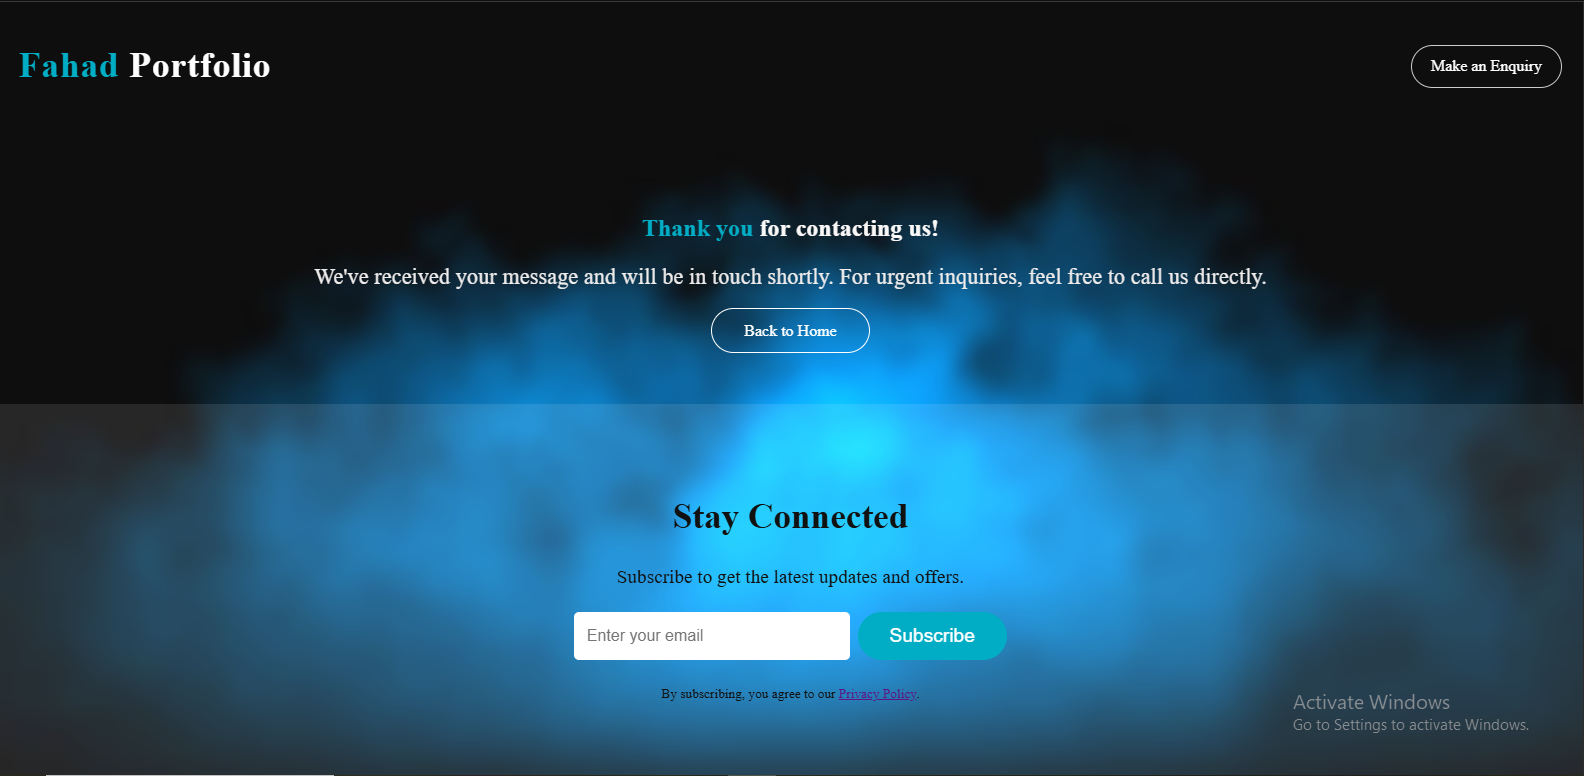 Fahad Portfolio
Make an Enquiry
Thank you for contacting us!
We've received your message and will be in touch shortly. For urgent inquiries, feel free to call us directly.
Back to Home
Stay Connected
Subscribe to get the latest updates and offers.
Enter your email
Subscribe
By subscribing, you agree to our Privacy Policy.
Activate Windows
Go to Settings to activate Windows.